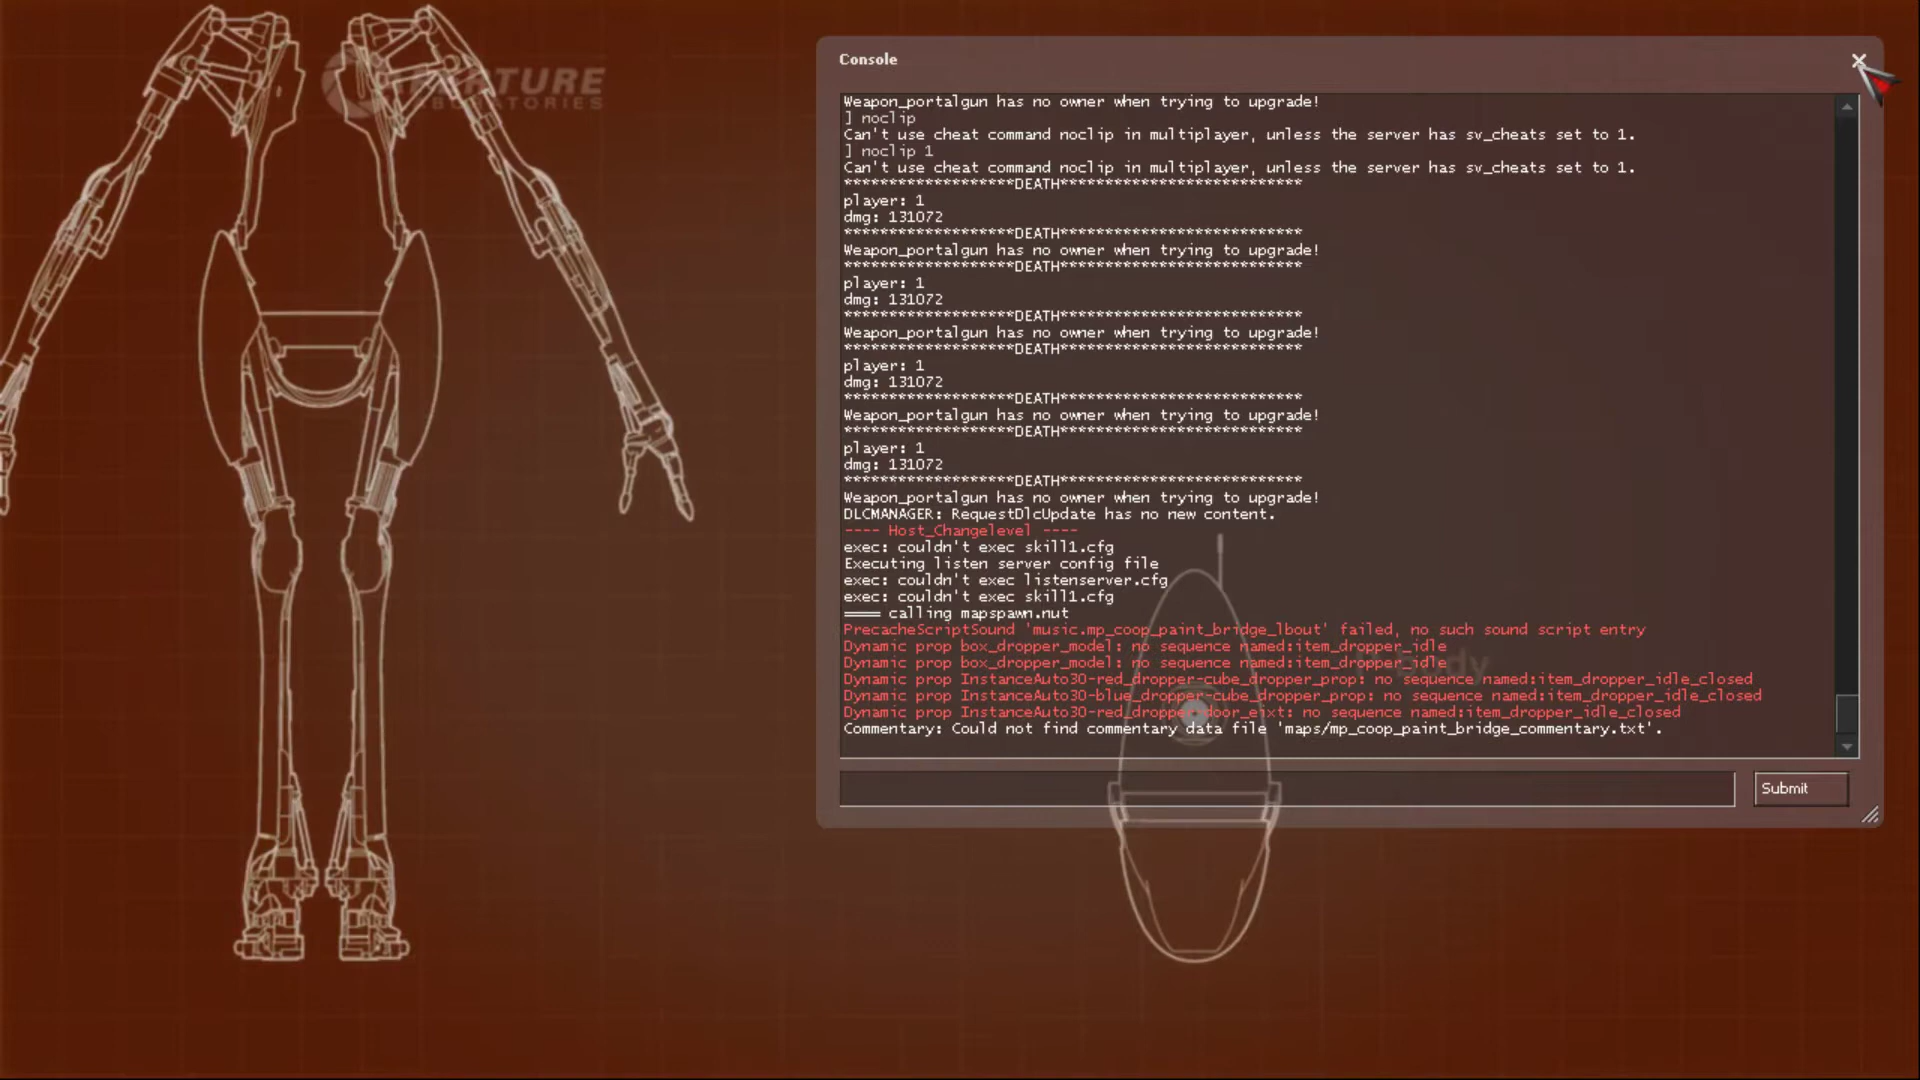 APERTURE
LABORATORIES
Console
Weapon_portalgun has no owner when trying to upgrade!
] noclip
Can't use cheat command noclip in multiplayer, unless the server has sv_cheats set to 1.
] noclip 1
Can't use cheat command noclip in multiplayer, unless the server has sv_cheats set to 1.
*******************DEATH***************************
player: 1
dmg: 131072
*******************DEATH***************************
Weapon_portalgun has no owner when trying to upgrade!
*******************DEATH***************************
player: 1
dmg: 131072
*******************DEATH***************************
Weapon_portalgun has no owner when trying to upgrade!
*******************DEATH***************************
player: 1
dmg: 131072
*******************DEATH***************************
Weapon_portalgun has no owner when trying to upgrade!
*******************DEATH***************************
player: 1
dmg: 131072
*******************DEATH***************************
Weapon_portalgun has no owner when trying to upgrade!
DLCMANAGER: RequestDlcUpdate has no new content.
---- Host_Changelevel ----
exec: couldn't exec skill1.cfg
Executing listen server config file
exec: couldn't exec listenserver.cfg
exec: couldn't exec skill1.cfg
==== calling mapspawn.nut
PrecacheScriptSound 'music.mp_coop_paint_bridge_lbout' failed, no such sound script entry
Dynamic prop box_dropper_model: no sequence named:item_dropper_idle
Dynamic prop box_dropper_model: no sequence named:item_dropper_idle
Dynamic prop InstanceAuto30-red_dropper-cube_dropper_prop: no sequence named:item_dropper_idle_closed
Dynamic prop InstanceAuto30-blue_dropper-cube_dropper_prop: no sequence named:item_dropper_idle_closed
Dynamic prop InstanceAuto30-red_dropper-door_eixt: no sequence named:item_dropper_idle_closed
Commentary: Could not find commentary data file 'maps/mp_coop_paint_bridge_commentary.txt'.
Submit